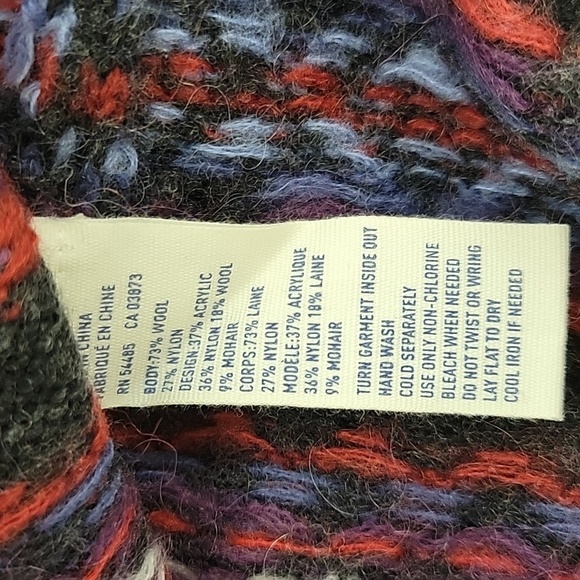 IN CHINA
FABRIQUÉ EN CHINE
RN 54485 CA 03873
BODY:73% WOOL
27% NYLON
DESIGN:37% ACRYLIC
36% NYLON 18% WOOL
9% MOHAIR
CORPS:73% LAINE
27% NYLON
MODÈLE:37% ACRYLIQUE
36% NYLON 18% LAINE
9% MOHAIR
TURN GARMENT INSIDE OUT
HAND WASH
COLD SEPARATELY
USE ONLY NON-CHLORINE
BLEACH WHEN NEEDED
DO NOT TWIST OR WRING
LAY FLAT TO DRY
COOL IRON IF NEEDED